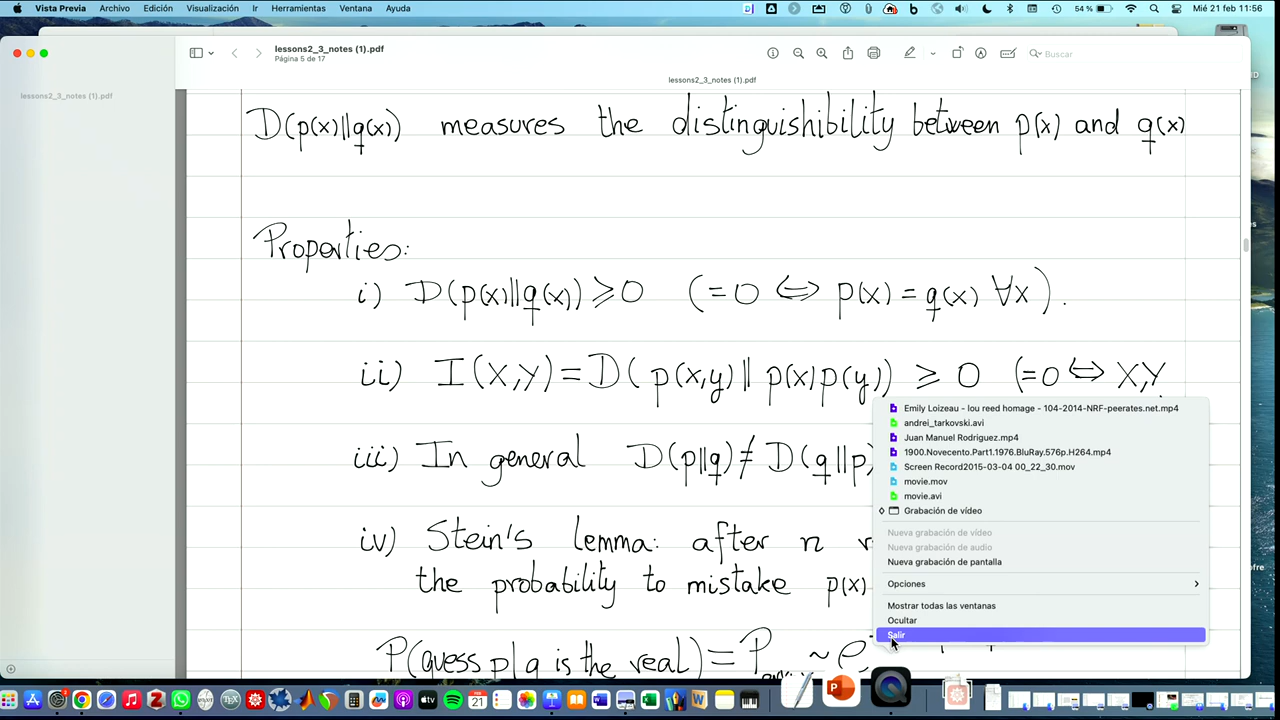 Vista Previa Archivo Edición Visualización Ir Herramientas Ventana Ayuda 54 % Mié 21 feb 11:56
lessons2_3_notes (1).pdf
Página 5 de 17
Buscar
lessons2_3_notes (1).pdf
lessons2_3_notes (1).pdf
D(p(x)||q(x)) measures the distinguishibility between p(x) and q(x)
Properties:
i) D(p(x)||q(x)) ⩾ 0 (=0 ⇔ p(x) = q(x) ∀x).
ii) I(X,Y) = D(p(x,y)|| p(x)p(y)) ≥ 0 (=0 ⇔ X,Y
iii) In general D(p||q) ≠ D(q||p)
iv) Stein's lemma: after n
the probability to mistake p(x)
P(guess p|q is the real) = P
Emily Loizeau - lou reed homage - 104-2014-NRF-peerates.net.mp4
andrei_tarkovski.avi
Juan Manuel Rodriguez.mp4
1900.Novecento.Part1.1976.BluRay.576p.H264.mp4
Screen Record2015-03-04 00_22_30.mov
movie.mov
movie.avi
Grabación de vídeo
Nueva grabación de vídeo
Nueva grabación de audio
Nueva grabación de pantalla
Opciones
Mostrar todas las ventanas
Ocultar
Salir